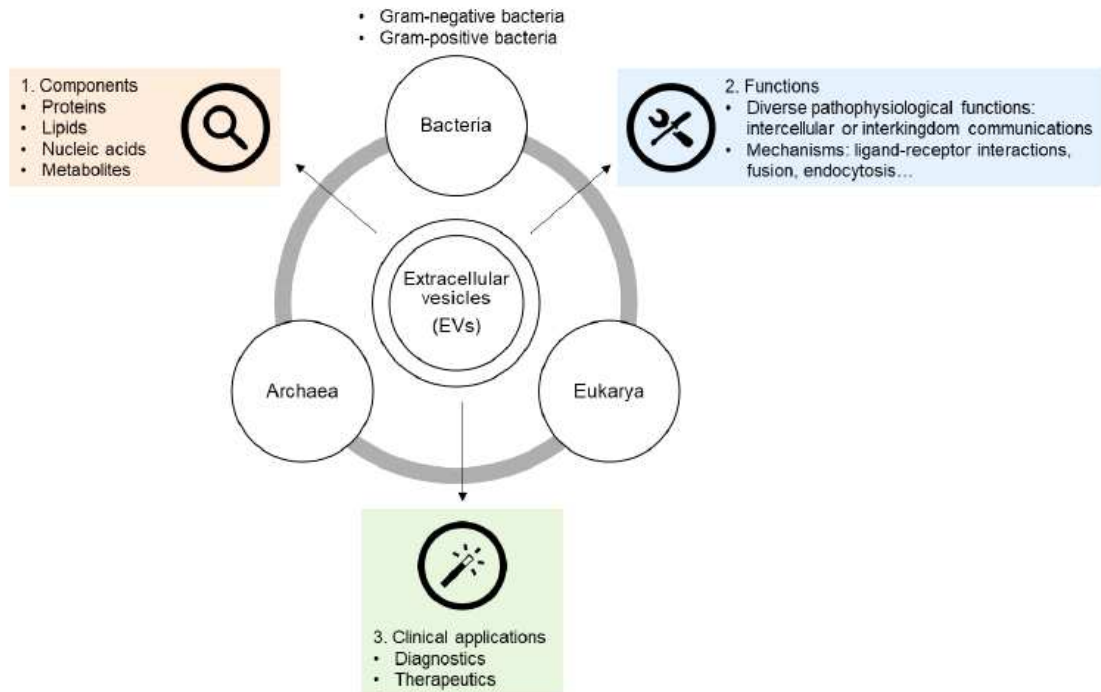 • Gram-negative bacteria
• Gram-positive bacteria
Bacteria
1. Components
• Proteins
• Lipids
• Nucleic acids
• Metabolites
2. Functions
• Diverse pathophysiological functions:
intercellular or interkingdom communications
• Mechanisms: ligand-receptor interactions,
fusion, endocytosis…
Extracellular
vesicles
(EVs)
Archaea
Eukarya
3. Clinical applications
• Diagnostics
• Therapeutics